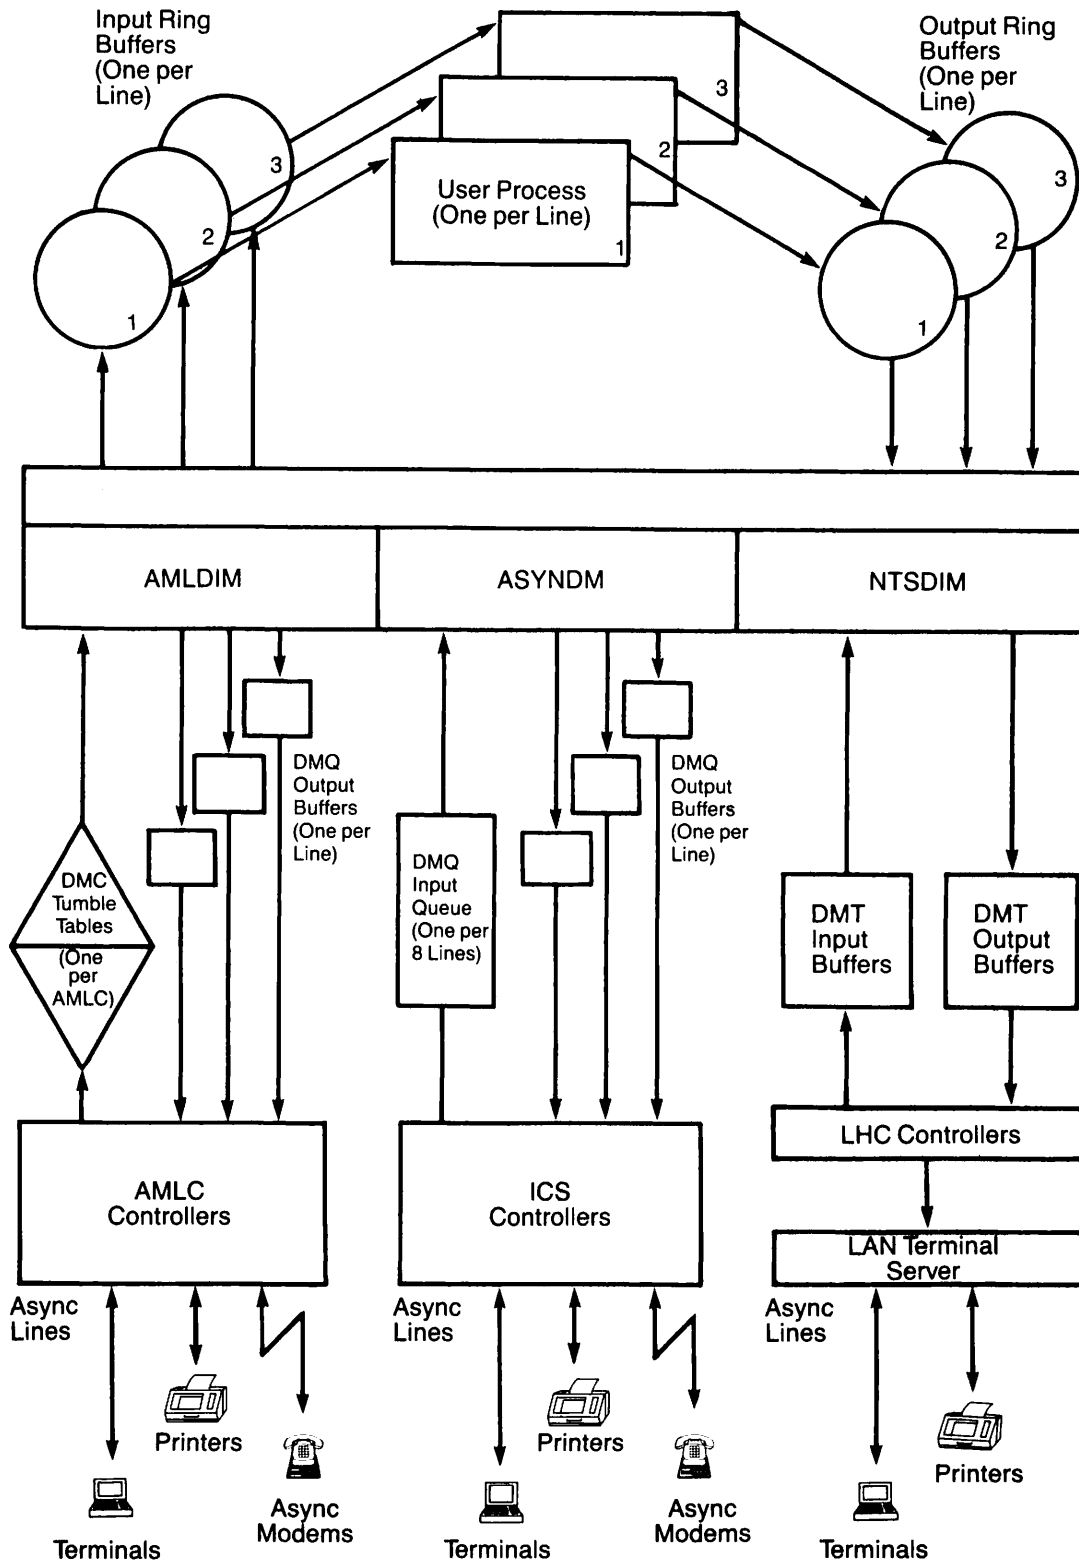 Input Ring
Buffers
(One per
Line)
Output Ring
Buffers
(One per
Line)
3
2
1
3
2
User Process
(One per Line)
1
3
2
1
AMLDIM
ASYNDM
NTSDIM
DMQ
Output
Buffers
(One per
Line)
DMQ
Output
Buffers
(One per
Line)
DMC
Tumble
Tables
(One
per
AMLC)
DMQ
Input
Queue
(One per
8 Lines)
DMT
Input
Buffers
DMT
Output
Buffers
AMLC
Controllers
ICS
Controllers
LHC Controllers
LAN Terminal
Server
Async
Lines
Async
Lines
Async
Lines
Printers
Printers
Printers
Terminals
Async
Modems
Terminals
Async
Modems
Terminals